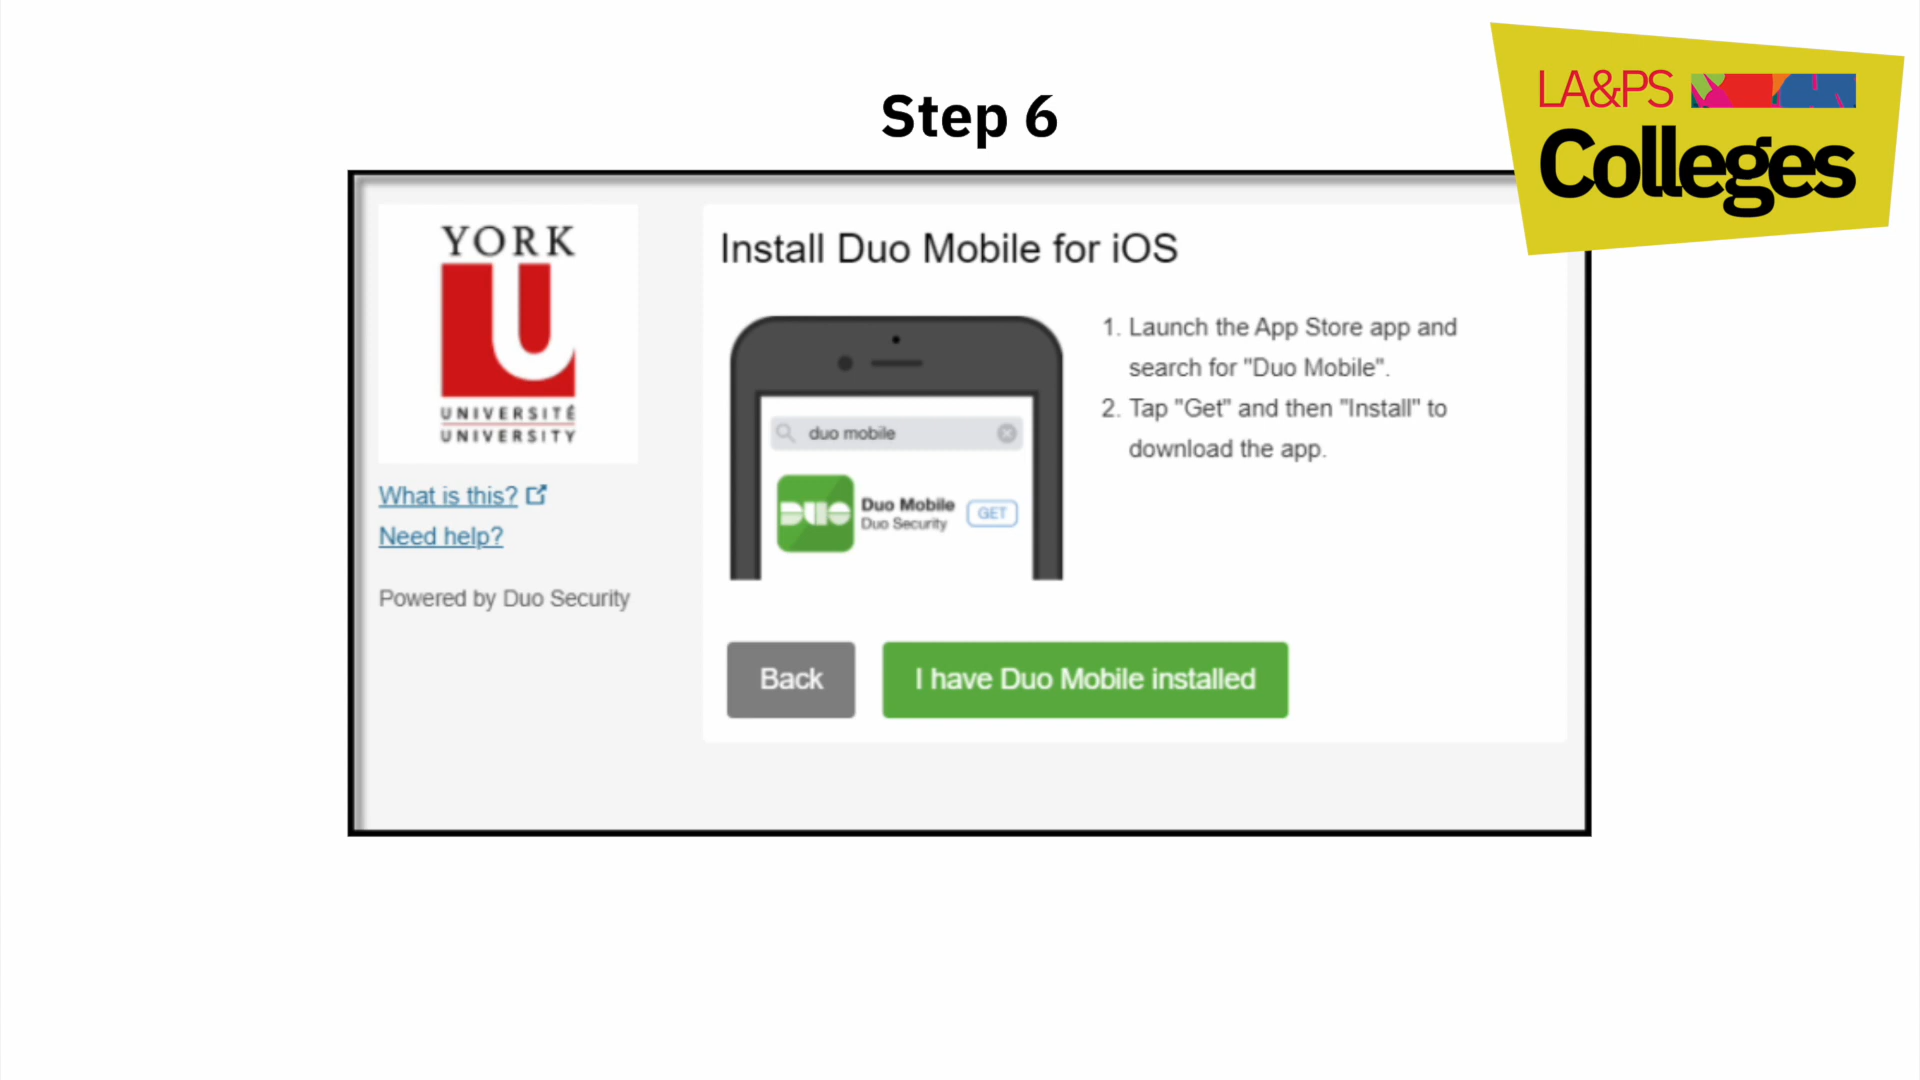 Step 6
LA&PS
Colleges
YORK
U
UNIVERSITÉ
UNIVERSITY
What is this?
Need help?
Powered by Duo Security
Install Duo Mobile for iOS
duo mobile
DUO
Duo Mobile
Duo Security
GET
1. Launch the App Store app and
search for "Duo Mobile".
2. Tap "Get" and then "Install" to
download the app.
Back
I have Duo Mobile installed